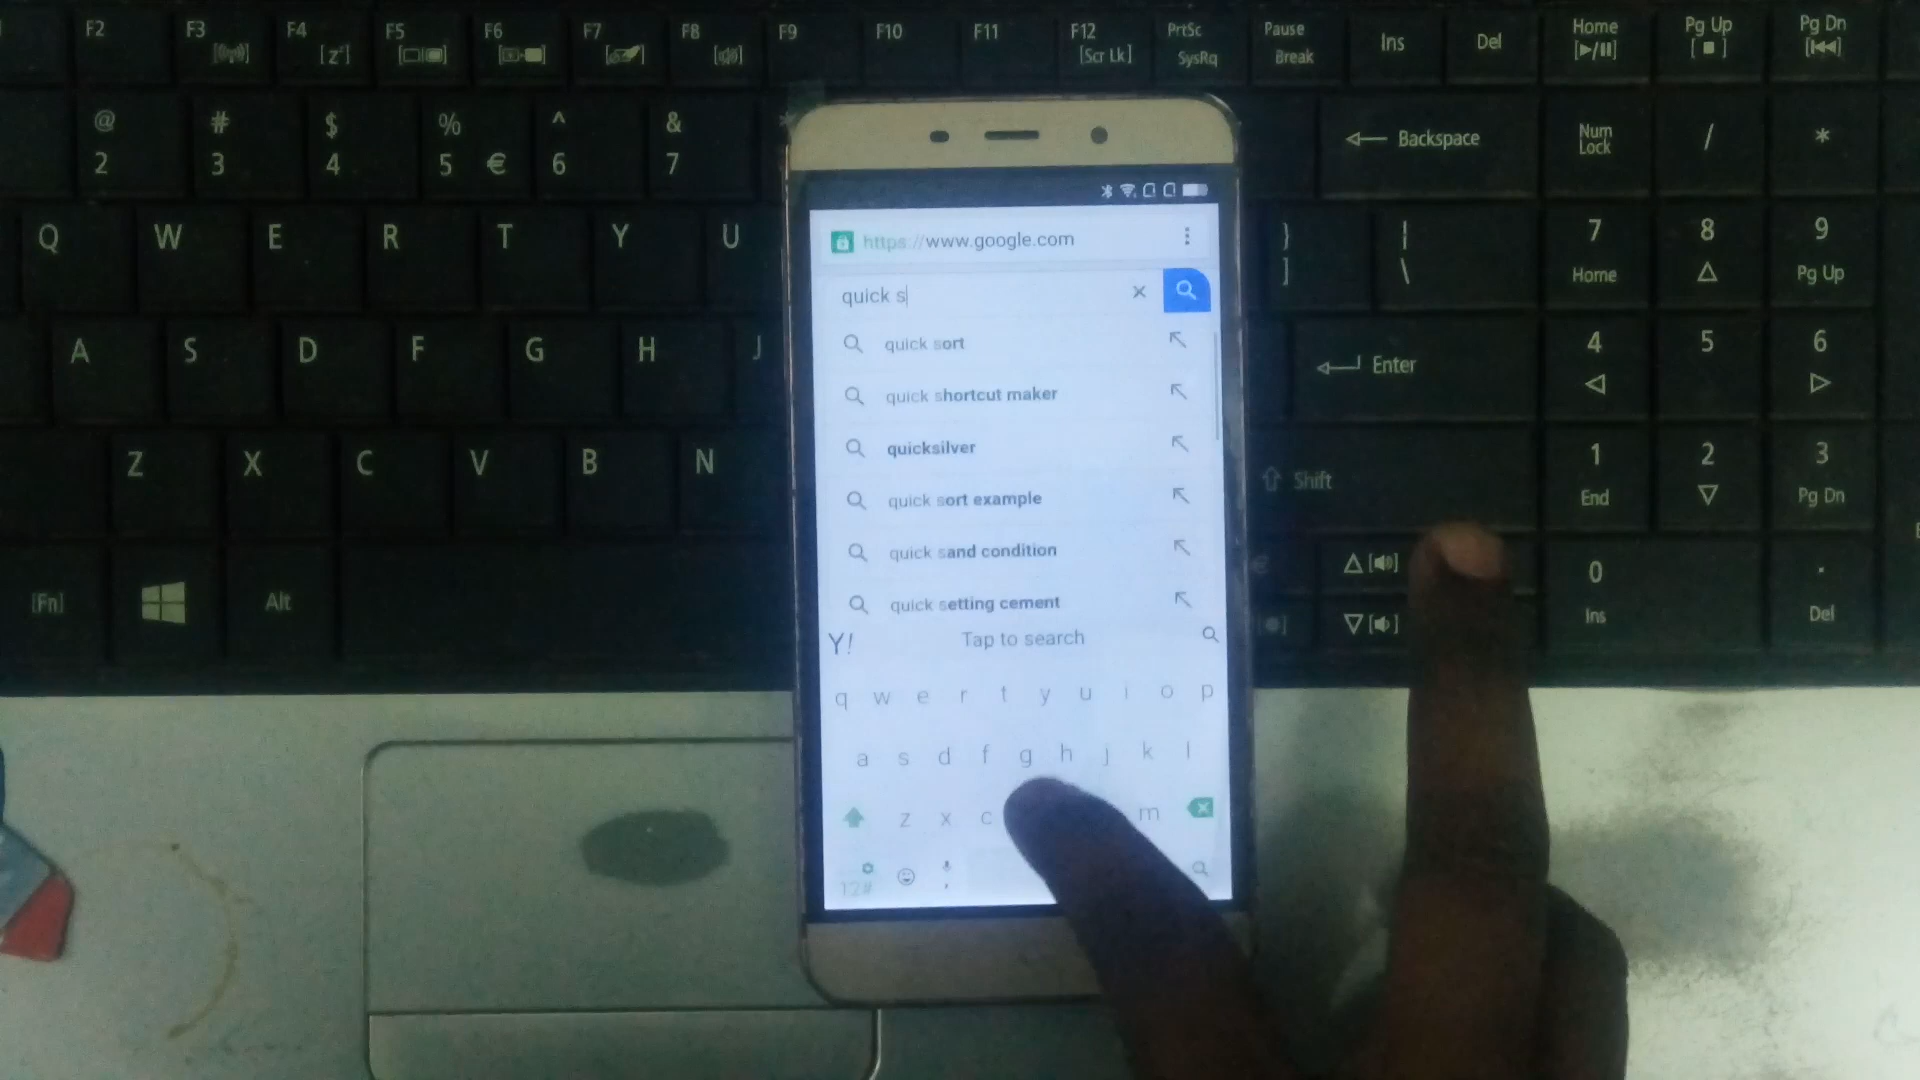 F2 F3 F4 [zᶻ] F5 F6 F7 F8 F9 F10 F11 F12 [Scr Lk] PrtSc SysRq Pause Break Ins Del Home Pg Up Pg Dn
@ # $ % ^ & Backspace Num Lock / *
2 3 4 5 € 6 7
Q W E R T Y U } | 7 8 9
] \ Home Pg Up
A S D F G H J Enter 4 5 6
Z X C V B N Shift 1 2 3
End Pg Dn
[Fn] Alt 0 .
Ins Del
https://www.google.com
quick s
quick sort
quick shortcut maker
quicksilver
quick sort example
quick sand condition
quick setting cement
Y! Tap to search
q w e r t y u i o p
a s d f g h j k l
z x c m
12# ,